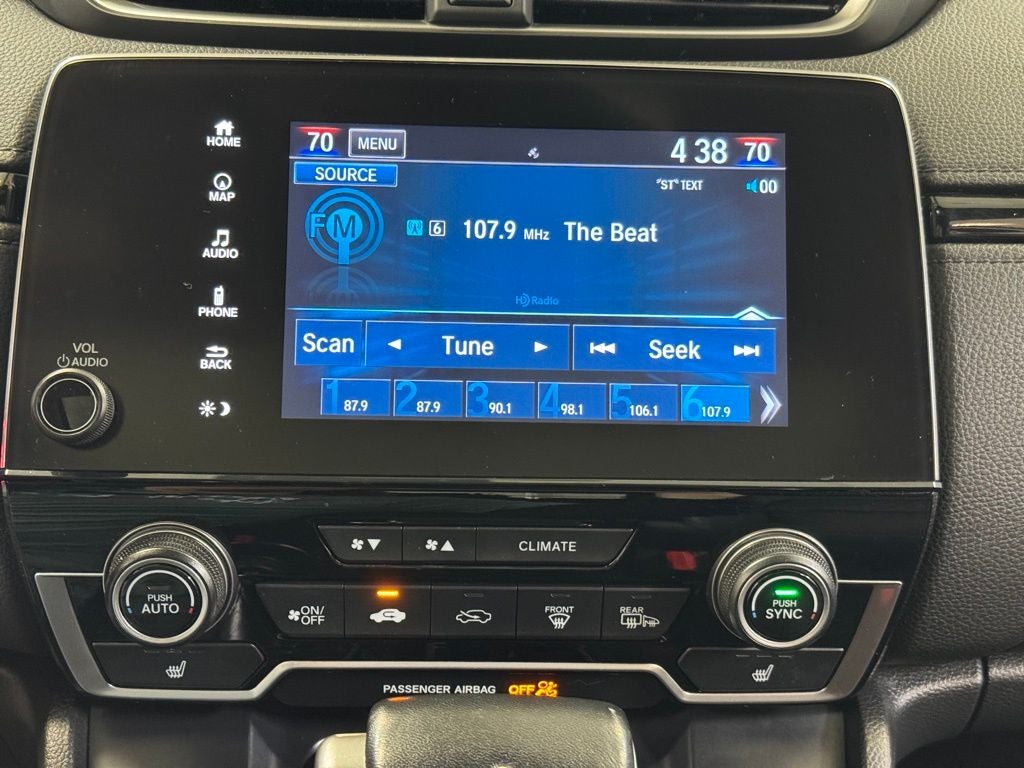 HOME
MAP
AUDIO
PHONE
BACK
VOL
AUDIO
70 MENU 4 38 70
SOURCE
"ST" TEXT 00
FM 6 107.9 MHz The Beat
HD Radio
Scan Tune Seek
1 87.9 2 87.9 3 90.1 4 98.1 5 106.1 6 107.9
CLIMATE
PUSH
AUTO
ON/
OFF
FRONT
REAR
PUSH
SYNC
PASSENGER AIRBAG OFF